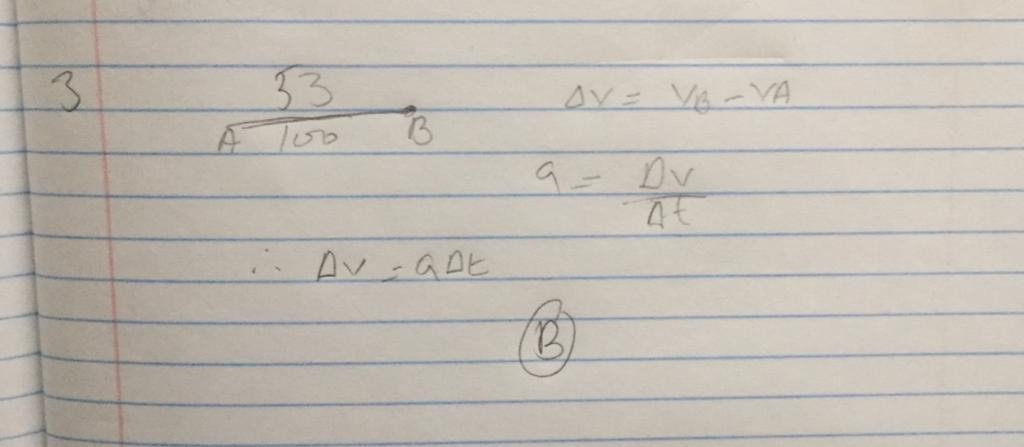 3 53 ΔV = VB - VA
A 100 B
a = ΔV / Δt
∴ ΔV = aΔt
B